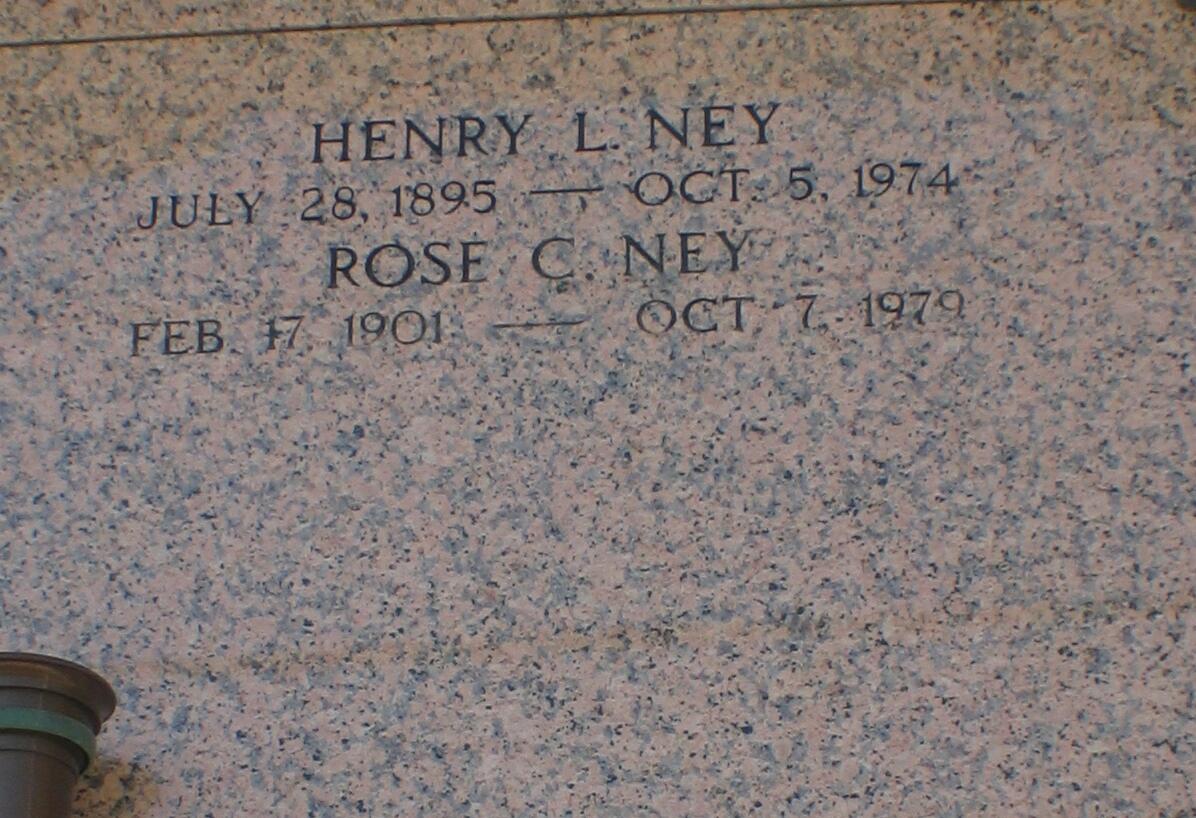 HENRY L. NEY
JULY 28, 1895 — OCT. 5, 1974
ROSE C. NEY
FEB. 17 1901 — OCT 7, 1979